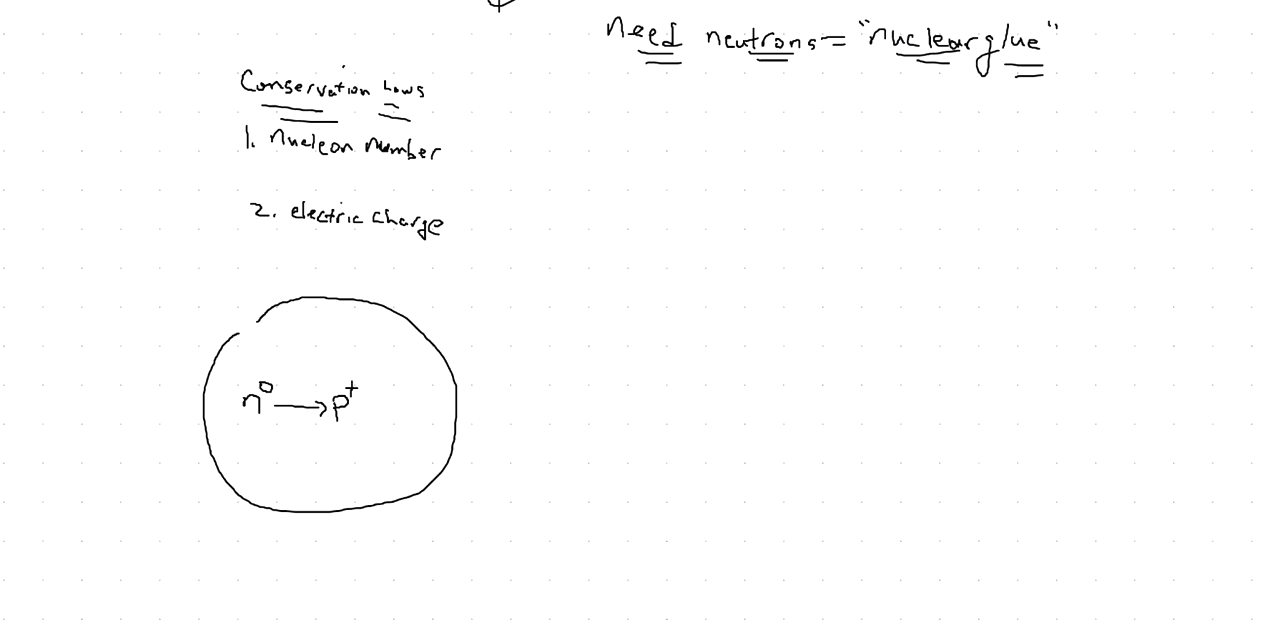 need neutrons = "nuclear glue"
Conservation Laws
1. nucleon number
2. electric charge
n⁰ → p⁺